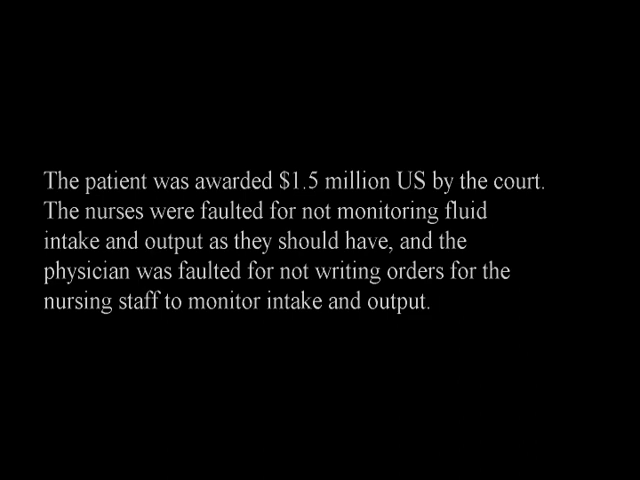 The patient was awarded $1.5 million US by the court.
The nurses were faulted for not monitoring fluid
intake and output as they should have, and the
physician was faulted for not writing orders for the
nursing staff to monitor intake and output.